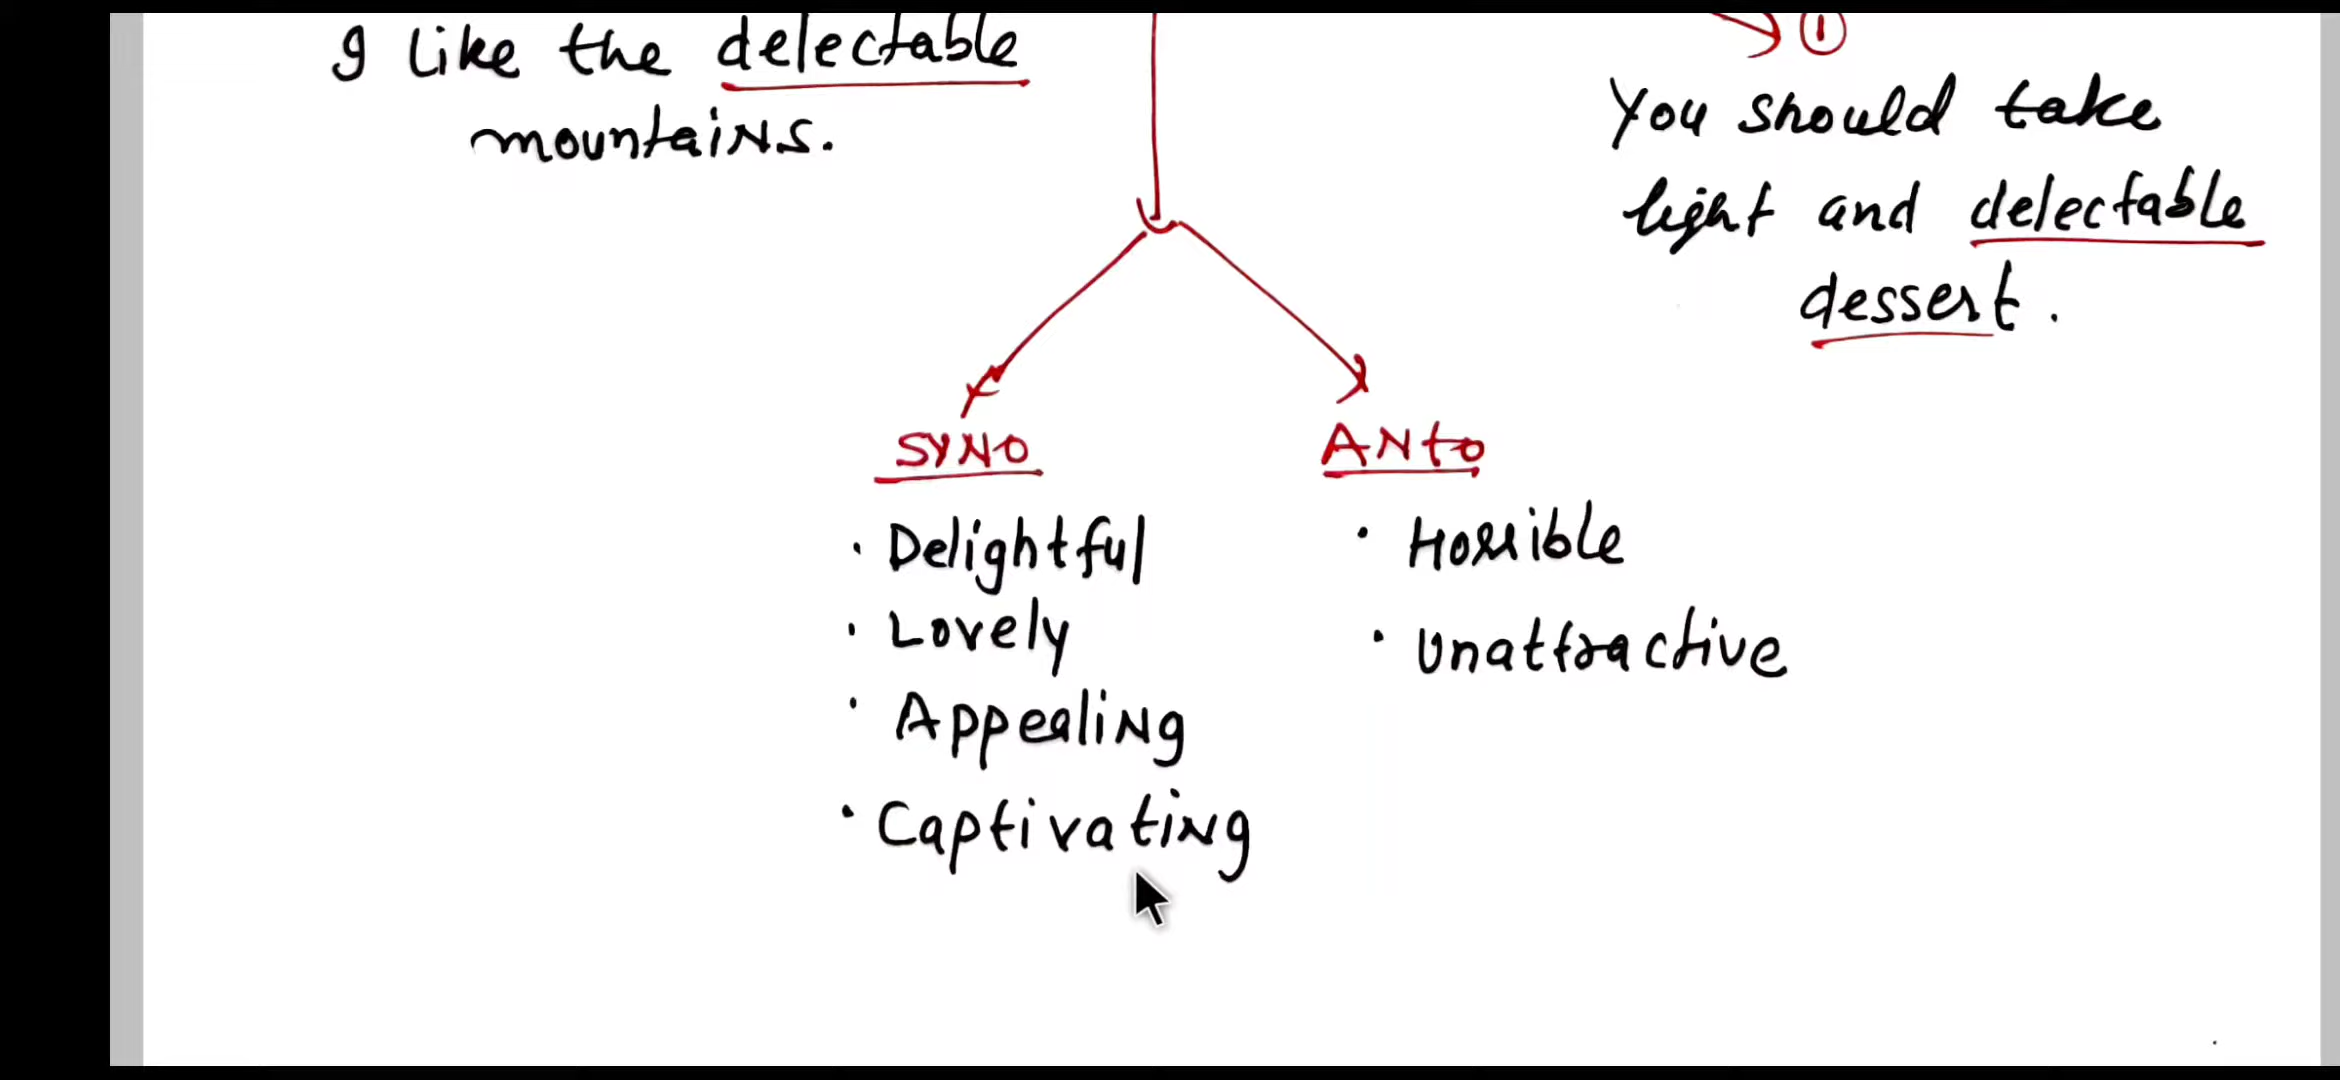 I like the delectable
mountains.
①
You should take
light and delectable
dessert.
SYNO
· Delightful
· Lovely
· Appealing
· Captivating
ANTO
· Horrible
· Unattractive